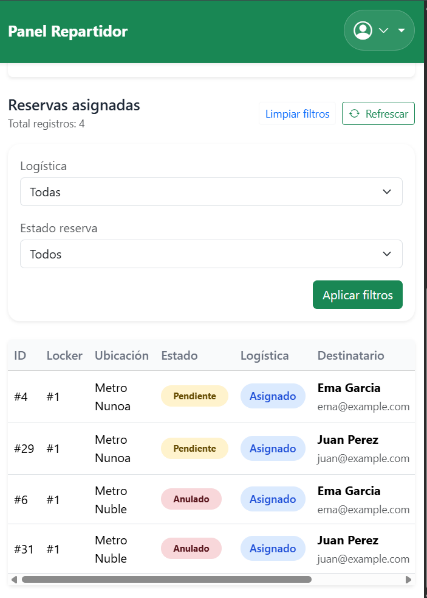 Panel Repartidor
Reservas asignadas
Total registros: 4
Limpiar filtros
Refrescar
Logística
Todas
Estado reserva
Todos
Aplicar filtros
ID Locker Ubicación Estado Logística Destinatario
#4 #1 Metro Nunoa Pendiente Asignado Ema Garcia
ema@example.com
#29 #1 Metro Nunoa Pendiente Asignado Juan Perez
juan@example.com
#6 #1 Metro Nuble Anulado Asignado Ema Garcia
ema@example.com
#31 #1 Metro Nuble Anulado Asignado Juan Perez
juan@example.com